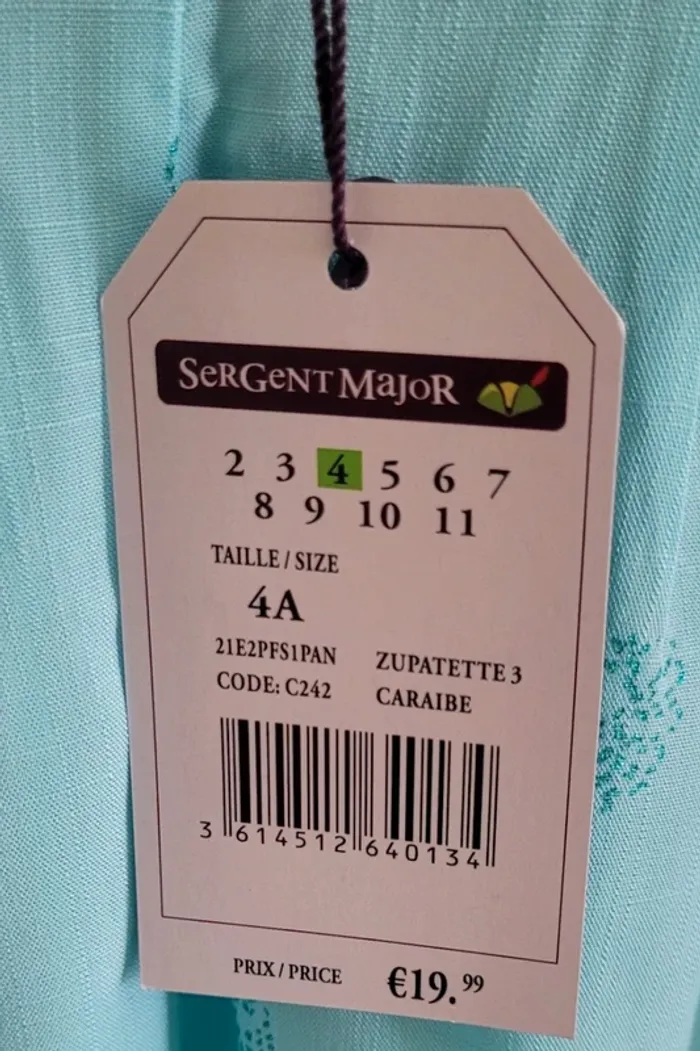 SeRGeNT MaJoR
2 3 4 5 6 7
8 9 10 11
TAILLE / SIZE
4A
21E2PFS1PAN ZUPATETTE 3
CODE: C242 CARAIBE
3 614512 640134
PRIX / PRICE €19.99